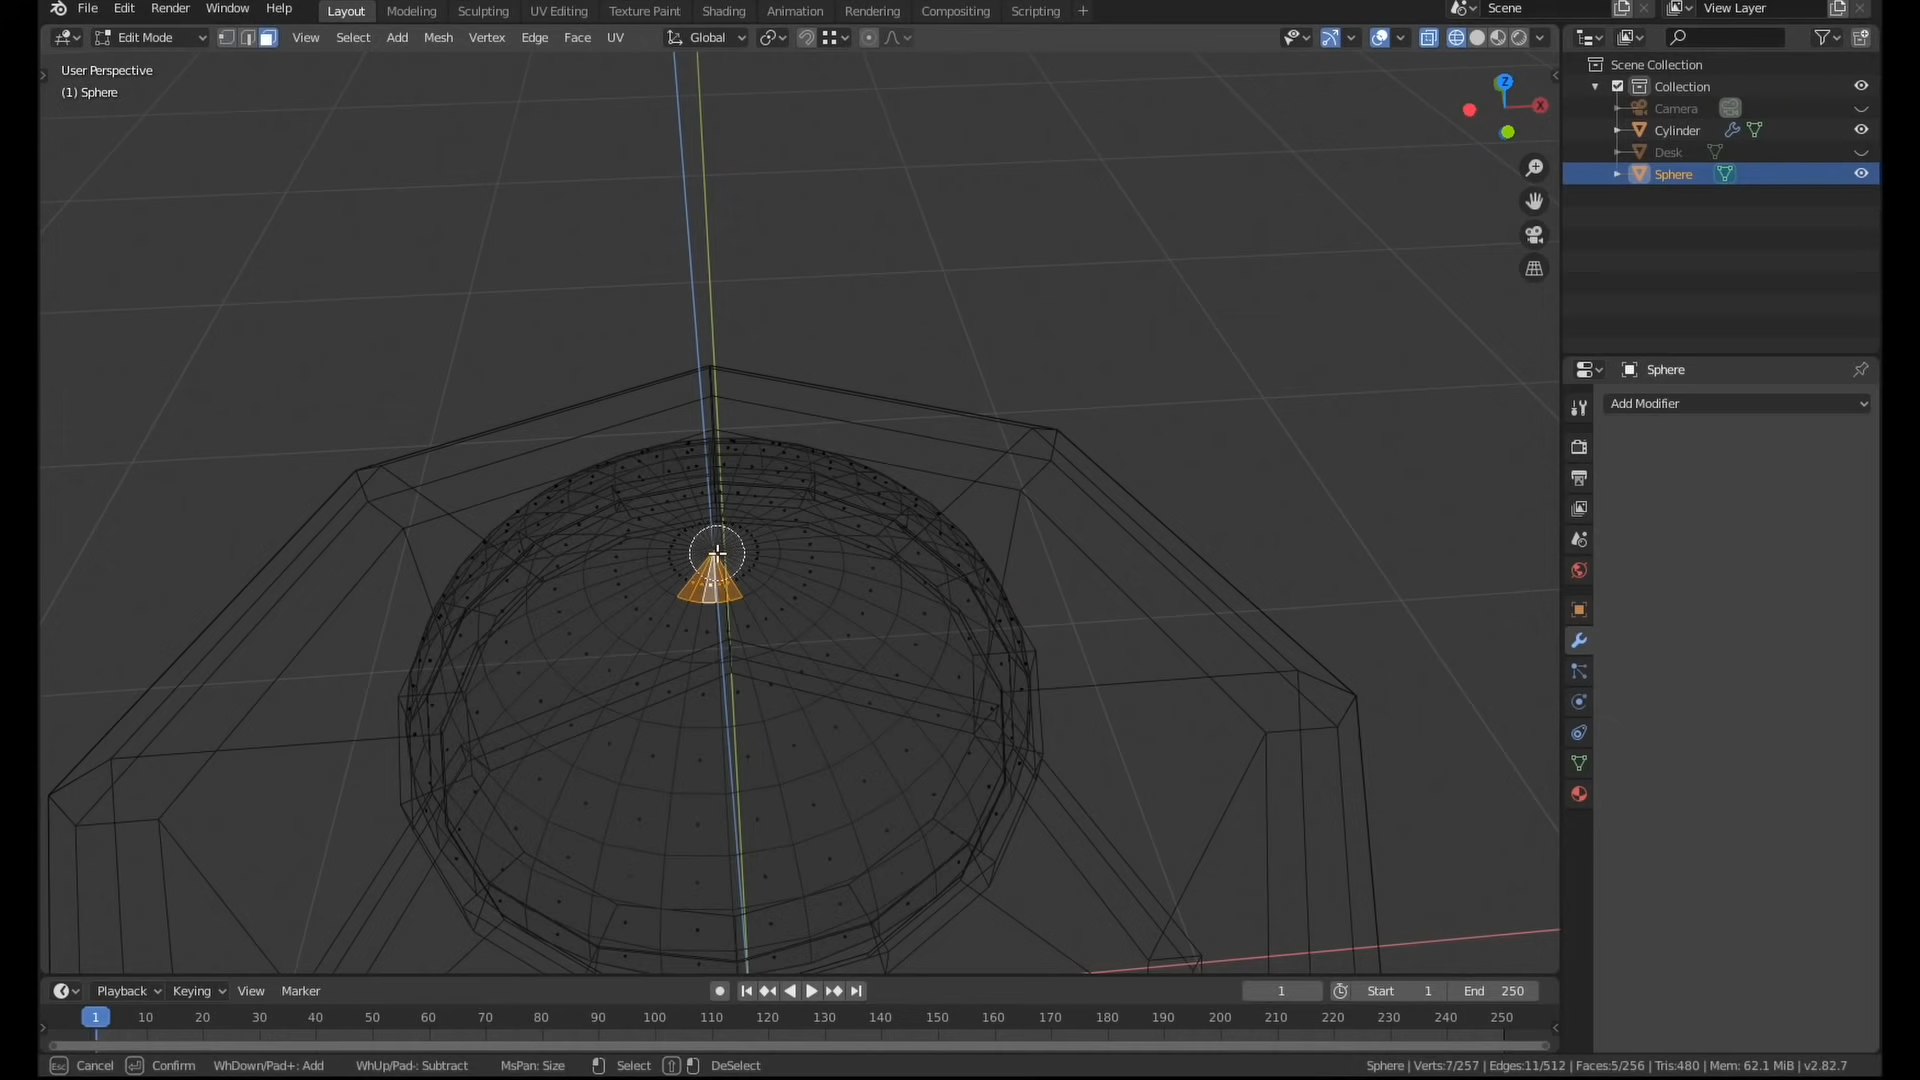 File Edit Render Window Help Layout Modeling Sculpting UV Editing Texture Paint Shading Animation Rendering Compositing Scripting + Scene View Layer
Edit Mode View Select Add Mesh Vertex Edge Face UV Global
User Perspective
(1) Sphere
Z
X
Scene Collection
Collection
Camera
Cylinder
Desk
Sphere
Sphere
Add Modifier
Playback Keying View Marker 1 Start 1 End 250
1 10 20 30 40 50 60 70 80 90 100 110 120 130 140 150 160 170 180 190 200 210 220 230 240 250
Esc Cancel Confirm WhDown/Pad+: Add WhUp/Pad-: Subtract MsPan: Size Select DeSelect Sphere | Verts:7/257 | Edges:11/512 | Faces:5/256 | Tris:480 | Mem: 62.1 MiB | v2.82.7